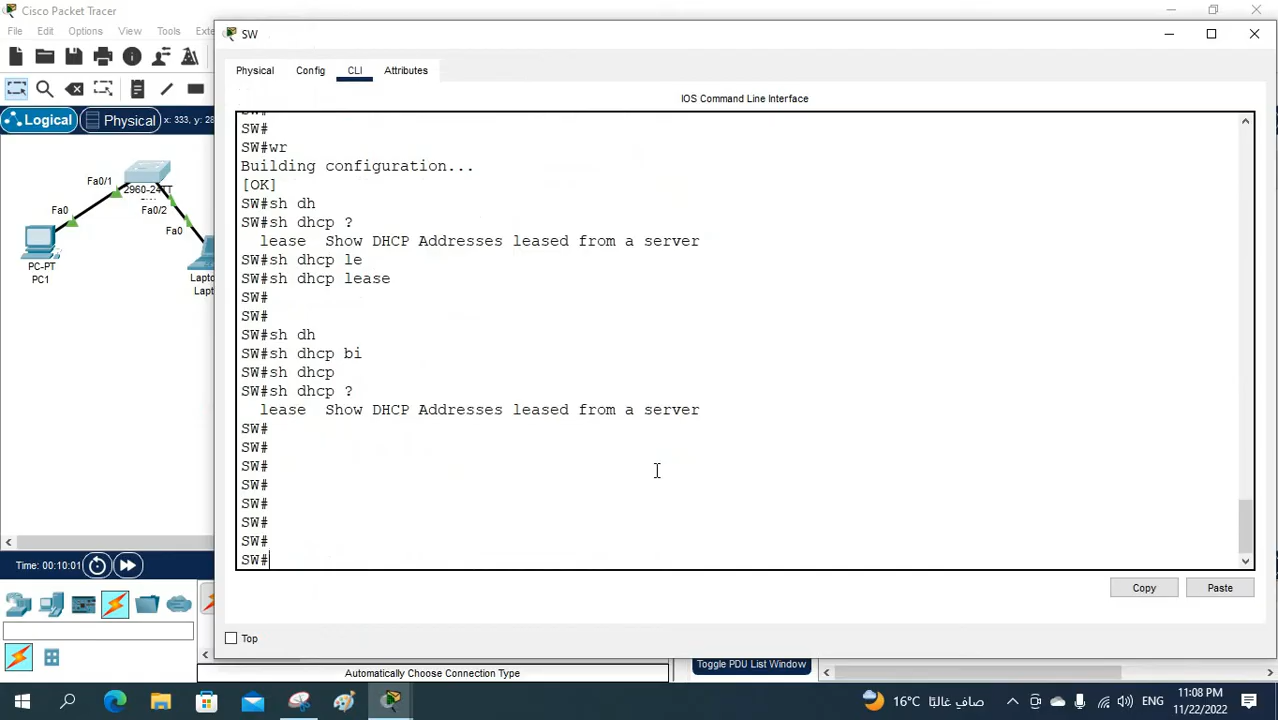 Cisco Packet Tracer
File Edit Options View Tools Exte
Logical Physical x: 333, y: 28
Fa0/1
2960-24TT
Fa0 Fa0/2
Fa0
PC-PT
PC1
Laptop
Lapt
Time: 00:10:01
SW
Physical Config CLI Attributes
IOS Command Line Interface
SW#
SW#wr
Building configuration...
[OK]
SW#sh dh
SW#sh dhcp ?
lease Show DHCP Addresses leased from a server
SW#sh dhcp le
SW#sh dhcp lease
SW#
SW#
SW#sh dh
SW#sh dhcp bi
SW#sh dhcp
SW#sh dhcp ?
lease Show DHCP Addresses leased from a server
SW#
SW#
SW#
SW#
SW#
SW#
SW#
SW#
Copy Paste
Top
Automatically Choose Connection Type
Toggle PDU List Window
16°C صافٍ غالبًا ENG
11:08 PM
11/22/2022